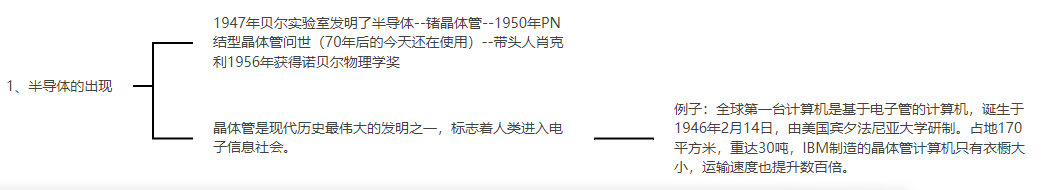 1947年贝尔实验室发明了半导体--锗晶体管--1950年PN
结型晶体管问世（70年后的今天还在使用）--带头人肖克
利1956年获得诺贝尔物理学奖
1、半导体的出现
晶体管是现代历史最伟大的发明之一，标志着人类进入电
子信息社会。
例子：全球第一台计算机是基于电子管的计算机，诞生于
1946年2月14日，由美国宾夕法尼亚大学研制。占地170
平方米，重达30吨，IBM制造的晶体管计算机只有衣橱大
小，运输速度也提升数百倍。